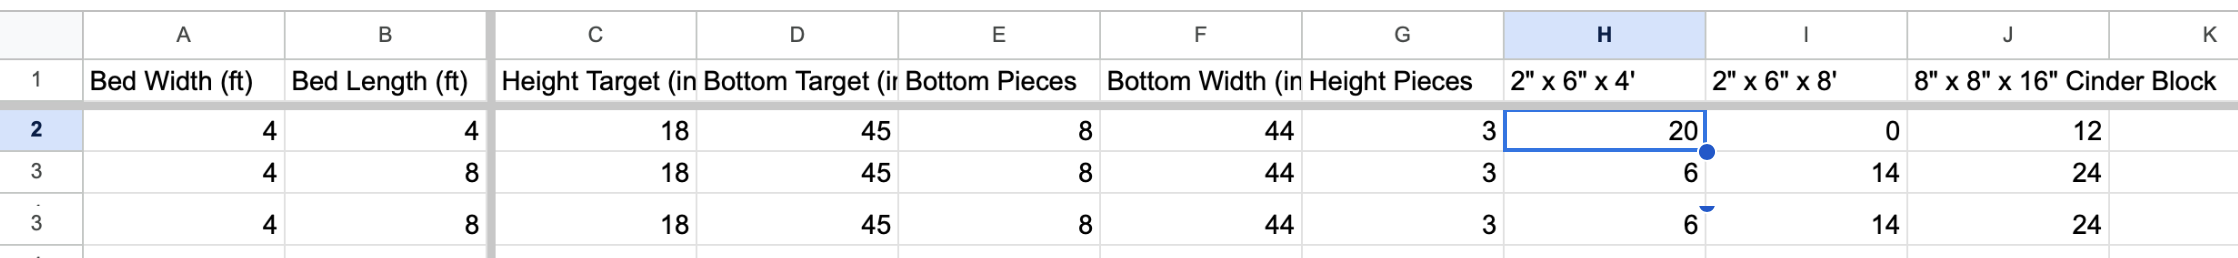 A B C D E F G H I J K
1 Bed Width (ft) Bed Length (ft) Height Target (in Bottom Target (in Bottom Pieces Bottom Width (in Height Pieces 2" x 6" x 4' 2" x 6" x 8' 8" x 8" x 16" Cinder Block
2 4 4 18 45 8 44 3 20 0 12
3 4 8 18 45 8 44 3 6 14 24
3 4 8 18 45 8 44 3 6 14 24